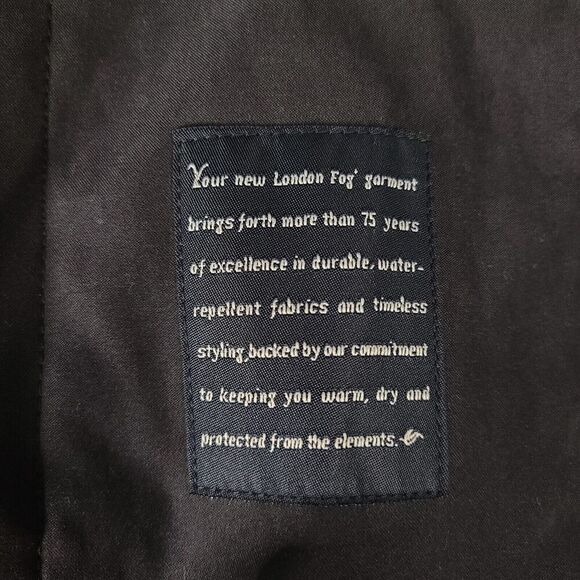 Your new London Fog® garment
brings forth more than 75 years
of excellence in durable, water-
repellent fabrics and timeless
styling, backed by our commitment
to keeping you warm, dry and
protected from the elements.